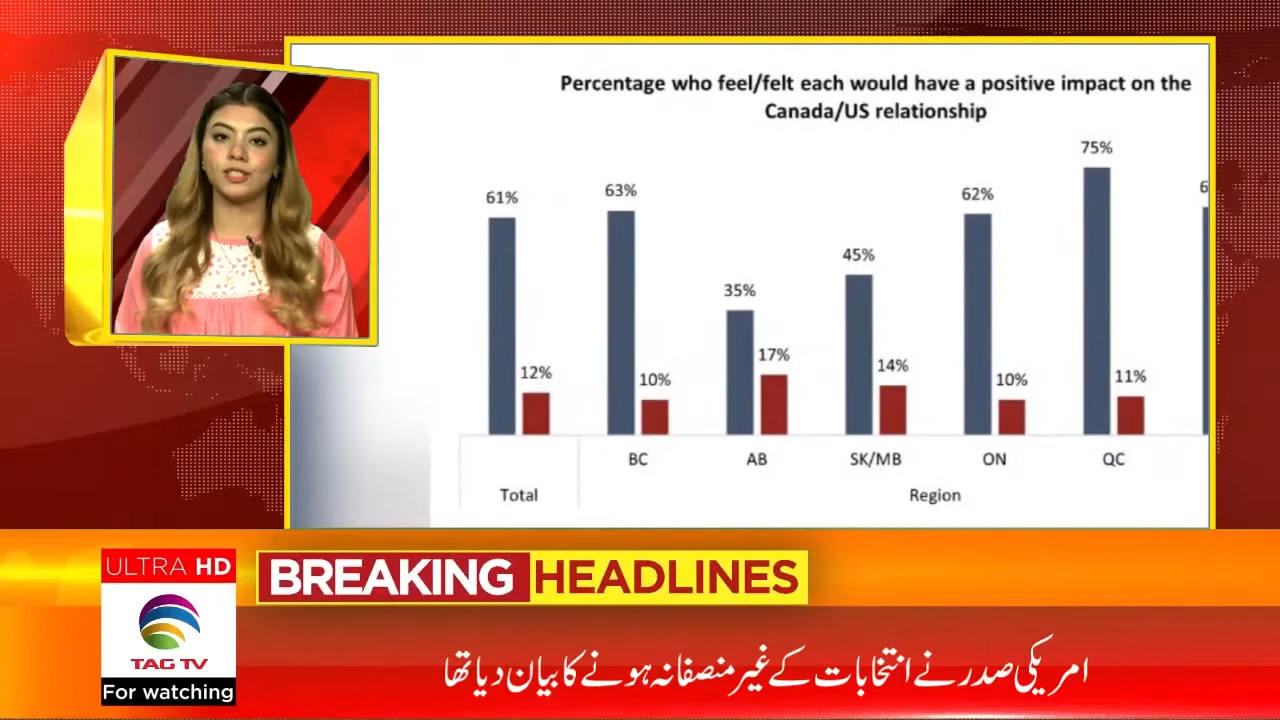 Percentage who feel/felt each would have a positive impact on the
Canada/US relationship
61% 12%
63% 10%
35% 17%
45% 14%
62% 10%
75% 11%
6
BC AB SK/MB ON QC
Total Region
ULTRA HD
TAG TV
For watching
BREAKING HEADLINES
امریکی صدر نے انتخابات کے غیر منصفانہ ہونے کا بیان دیا تھا